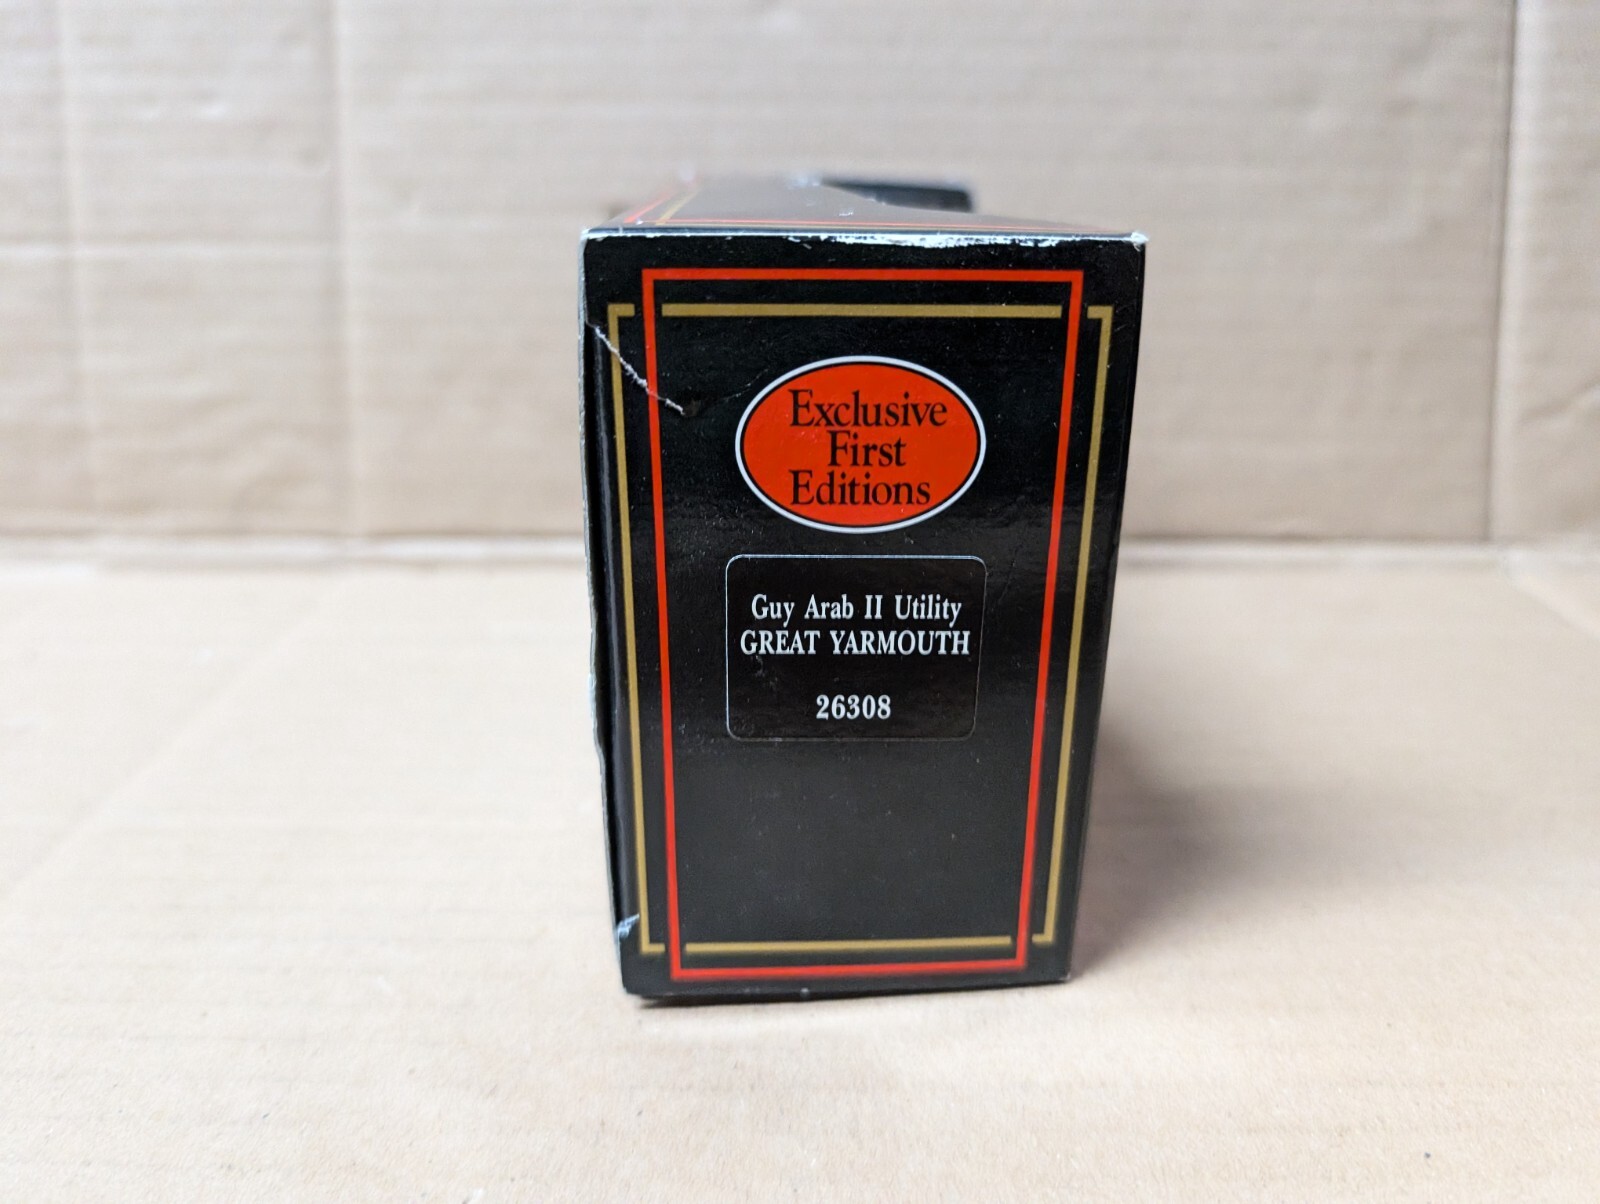 Exclusive
First
Editions
Guy Arab II Utility
GREAT YARMOUTH
26308